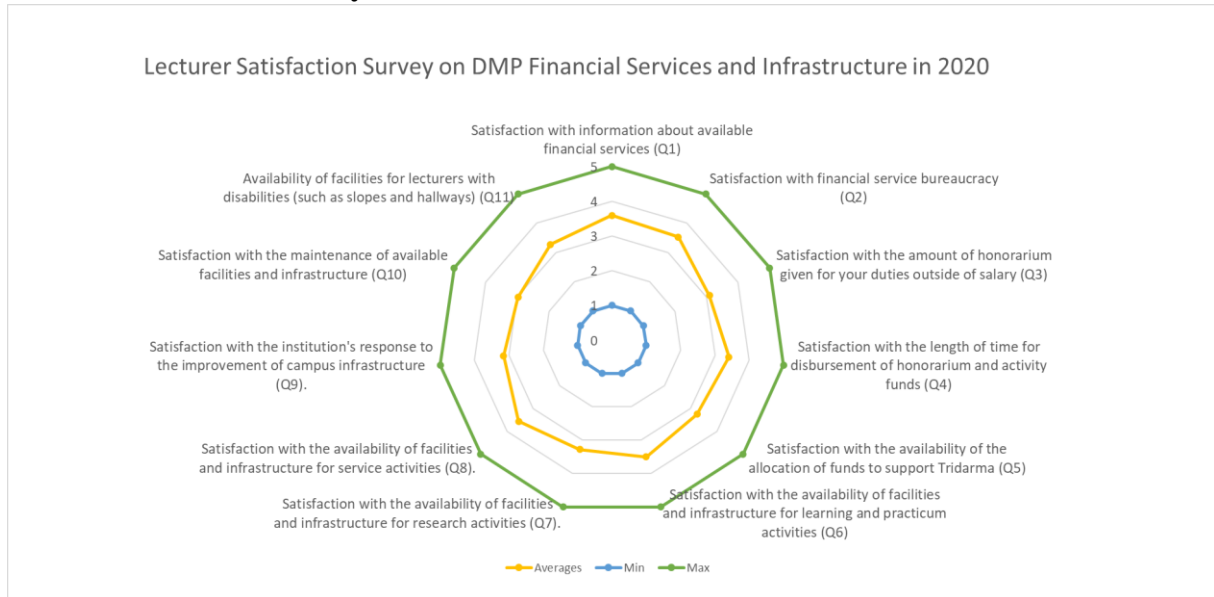 Lecturer Satisfaction Survey on DMP Financial Services and Infrastructure in 2020
Satisfaction with information about available
financial services (Q1)
Satisfaction with financial service bureaucracy
(Q2)
Satisfaction with the amount of honorarium
given for your duties outside of salary (Q3)
Satisfaction with the length of time for
disbursement of honorarium and activity
funds (Q4)
Satisfaction with the availability of the
allocation of funds to support Tridarma (Q5)
Satisfaction with the availability of facilities
and infrastructure for learning and practicum
activities (Q6)
Satisfaction with the availability of facilities
and infrastructure for research activities (Q7).
Satisfaction with the availability of facilities
and infrastructure for service activities (Q8).
Satisfaction with the institution's response to
the improvement of campus infrastructure
(Q9).
Satisfaction with the maintenance of available
facilities and infrastructure (Q10)
Availability of facilities for lecturers with
disabilities (such as slopes and hallways) (Q11)
5
4
3
2
1
0
Averages Min Max